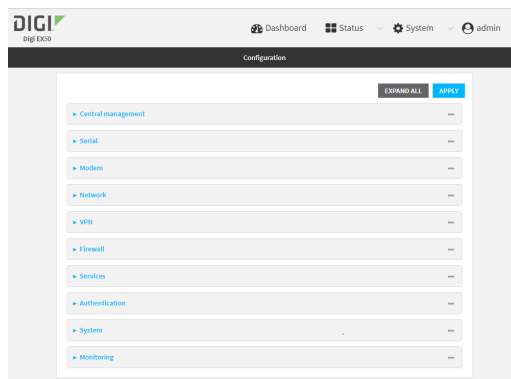 DIGI
Digi EX50
Dashboard Status System admin
Configuration
EXPAND ALL APPLY
Central management
Serial
Modem
Network
VPN
Firewall
Services
Authentication
System
Monitoring